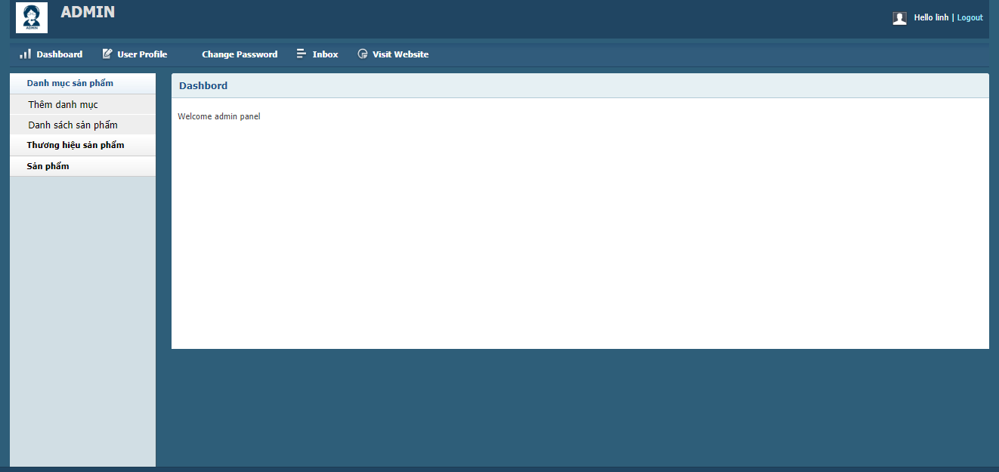 ADMIN
ADMIN
Hello linh | Logout
Dashboard User Profile Change Password Inbox Visit Website
Danh mục sản phẩm
Thêm danh mục
Danh sách sản phẩm
Thương hiệu sản phẩm
Sản phẩm
Dashbord
Welcome admin panel